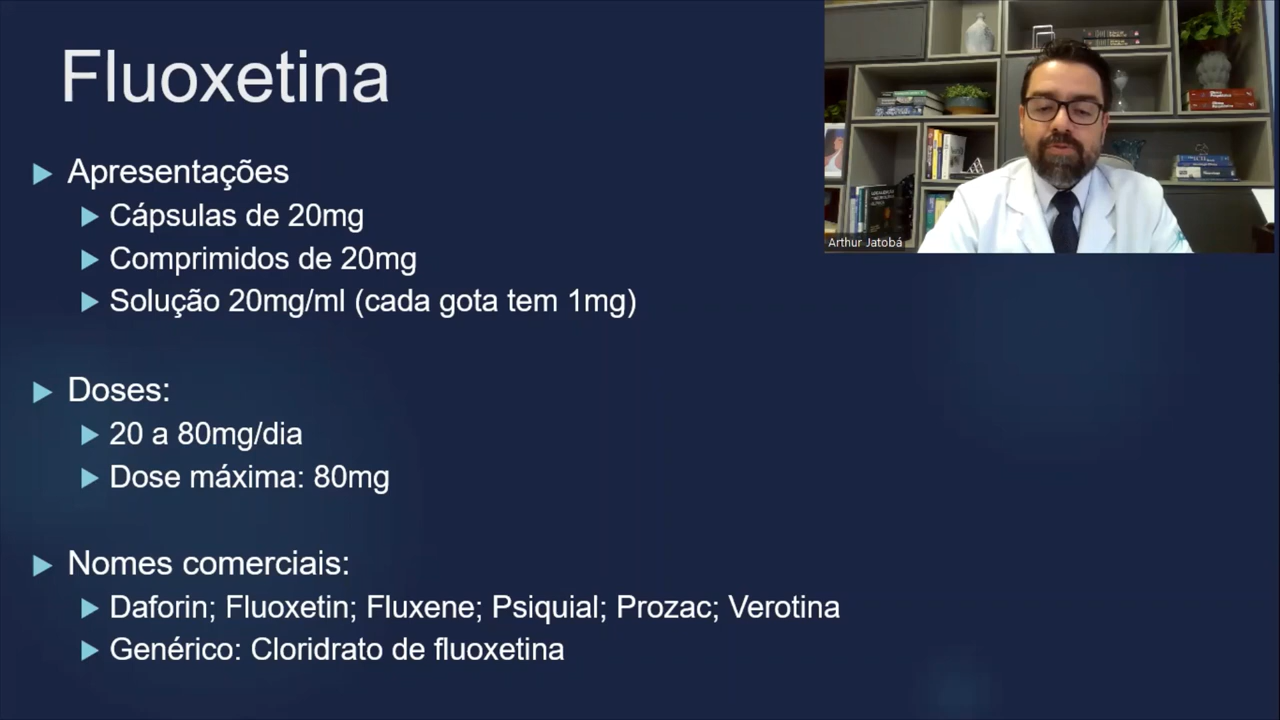 Fluoxetina
Apresentações
Cápsulas de 20mg
Comprimidos de 20mg
Solução 20mg/ml (cada gota tem 1mg)
Doses:
20 a 80mg/dia
Dose máxima: 80mg
Nomes comerciais:
Daforin; Fluoxetin; Fluxene; Psiquial; Prozac; Verotina
Genérico: Cloridrato de fluoxetina
Arthur Jatobá